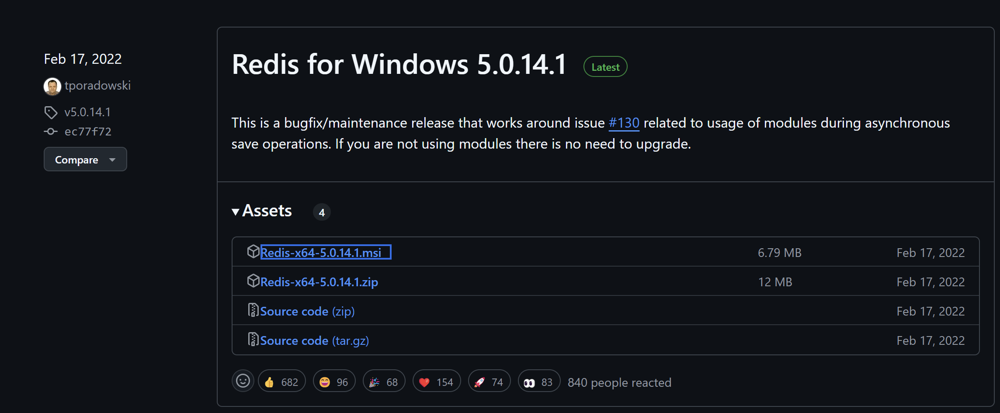 Feb 17, 2022
tporadowski
v5.0.14.1
ec77f72
Compare
Redis for Windows 5.0.14.1 Latest
This is a bugfix/maintenance release that works around issue #130 related to usage of modules during asynchronous
save operations. If you are not using modules there is no need to upgrade.
Assets 4
Redis-x64-5.0.14.1.msi 6.79 MB Feb 17, 2022
Redis-x64-5.0.14.1.zip 12 MB Feb 17, 2022
Source code (zip) Feb 17, 2022
Source code (tar.gz) Feb 17, 2022
👍 682 😄 96 🎉 68 ❤️ 154 🚀 74 👀 83 840 people reacted